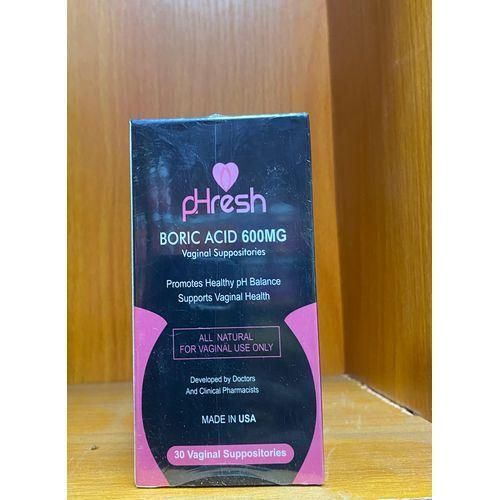 pHresh
BORIC ACID 600MG
Vaginal Suppositories
Promotes Healthy pH Balance
Supports Vaginal Health
ALL NATURAL
FOR VAGINAL USE ONLY
Developed by Doctors
And Clinical Pharmacists
MADE IN USA
30 Vaginal Suppositories